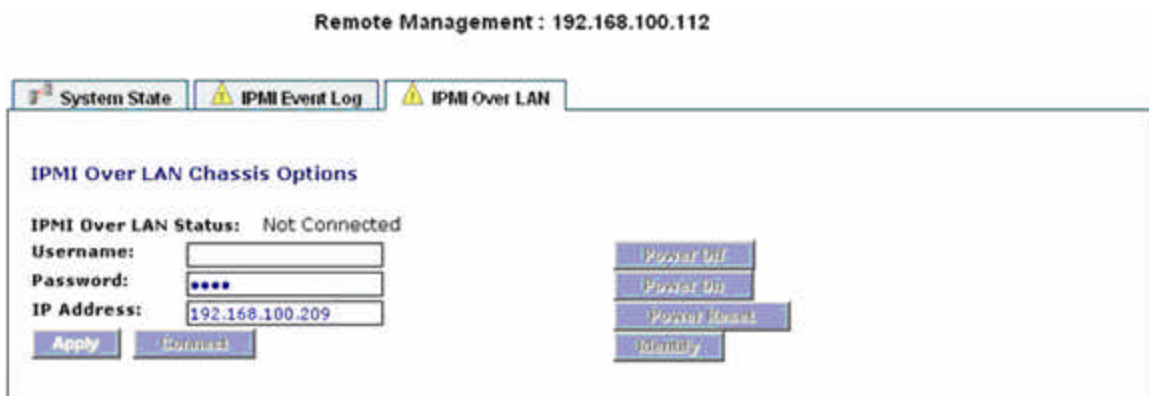 Remote Management : 192.168.100.112
System State IPMI Event Log IPMI Over LAN
IPMI Over LAN Chassis Options
IPMI Over LAN Status: Not Connected
Username:
Power Off
Password: ••••
Power On
IP Address: 192.168.100.209
Power Reset
Apply Connect
Identify